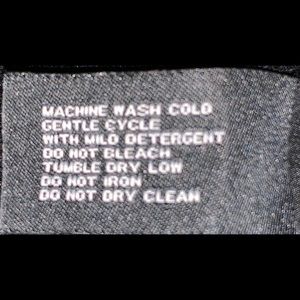 MACHINE WASH COLD
GENTLE CYCLE
WITH MILD DETERGENT
DO NOT BLEACH
TUMBLE DRY LOW
DO NOT IRON
DO NOT DRY CLEAN